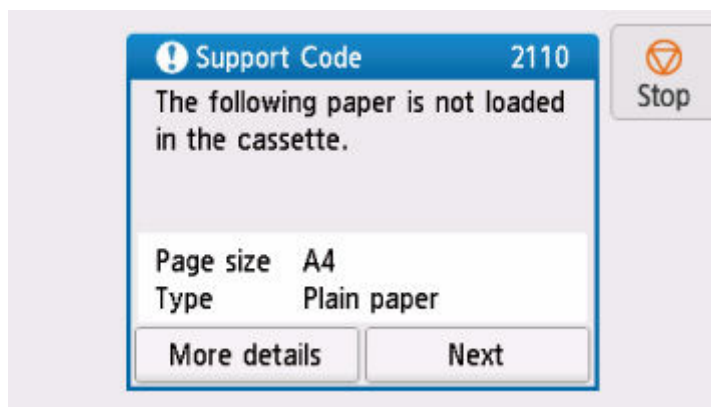 Support Code 2110
Stop
The following paper is not loaded
in the cassette.
Page size A4
Type Plain paper
More details Next